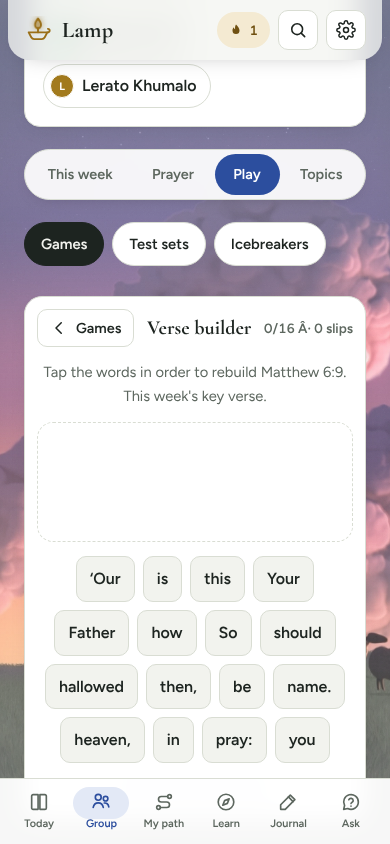 Lamp
1
L Lerato Khumalo
This week Prayer Play Topics
Games Test sets Icebreakers
Games Verse builder 0/16 Â· 0 slips
Tap the words in order to rebuild Matthew 6:9.
This week's key verse.
‘Our is this Your
Father how So should
hallowed then, be name.
heaven, in pray: you
Today Group My path Learn Journal Ask